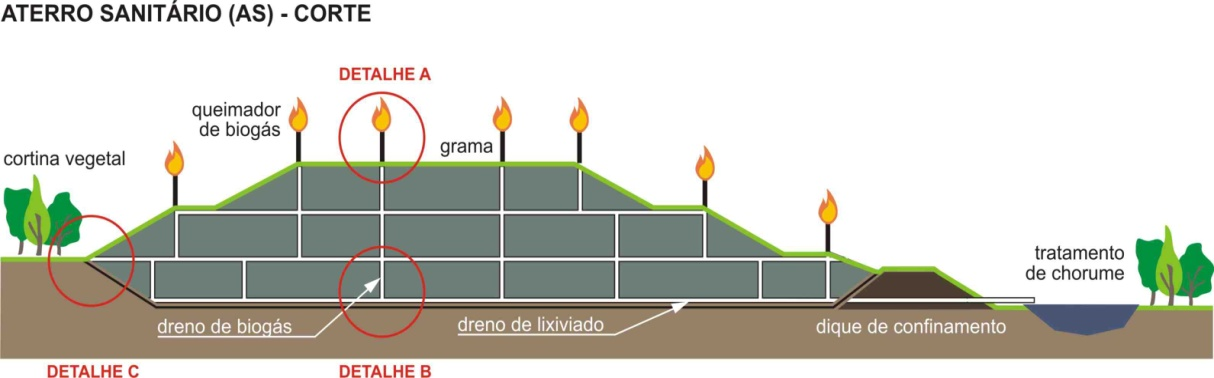 ATERRO SANITÁRIO (AS) - CORTE
DETALHE A
queimador
de biogás
grama
cortina vegetal
tratamento
de chorume
dreno de biogás
dreno de lixiviado
dique de confinamento
DETALHE C
DETALHE B